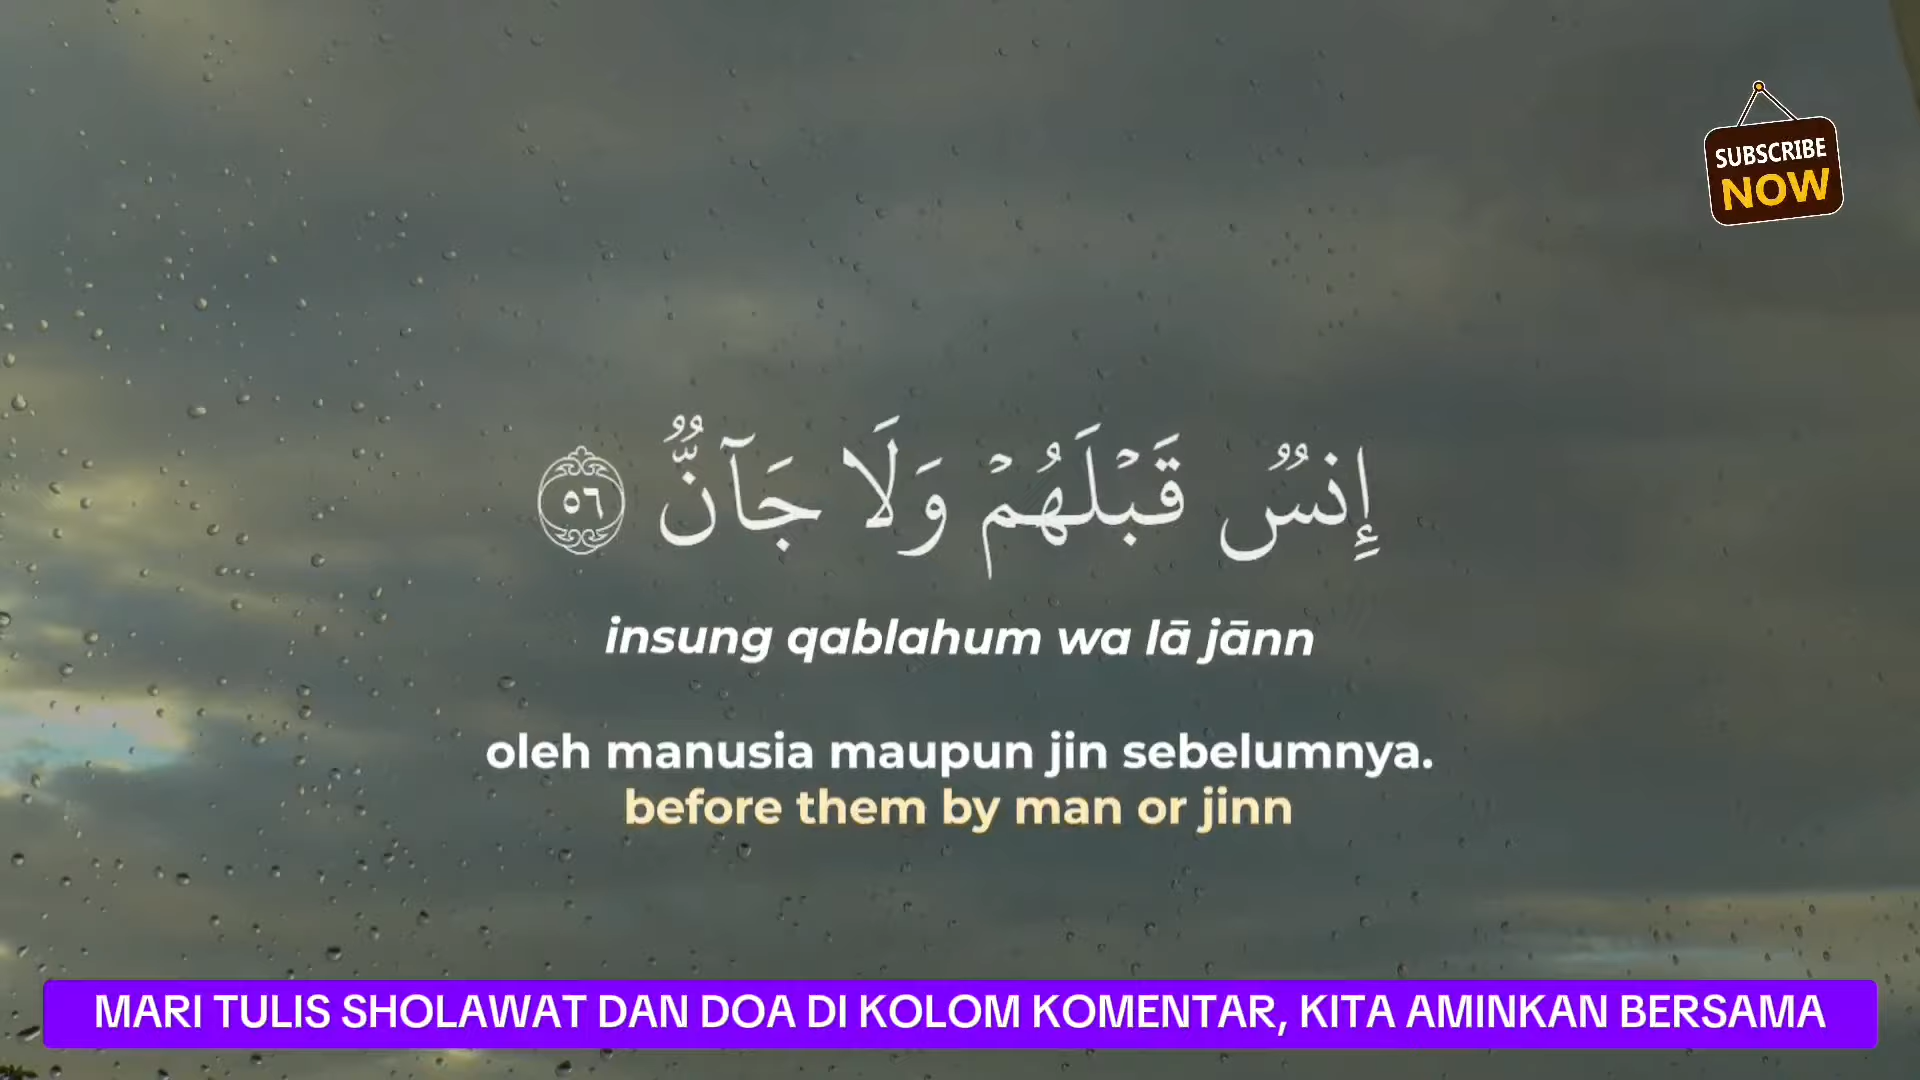 SUBSCRIBE
NOW
إِنسٌ قَبْلَهُمْ وَلَا جَآنٌّ ٥٦
insung qablahum wa lā jānn
oleh manusia maupun jin sebelumnya.
before them by man or jinn
MARI TULIS SHOLAWAT DAN DOA DI KOLOM KOMENTAR, KITA AMINKAN BERSAMA